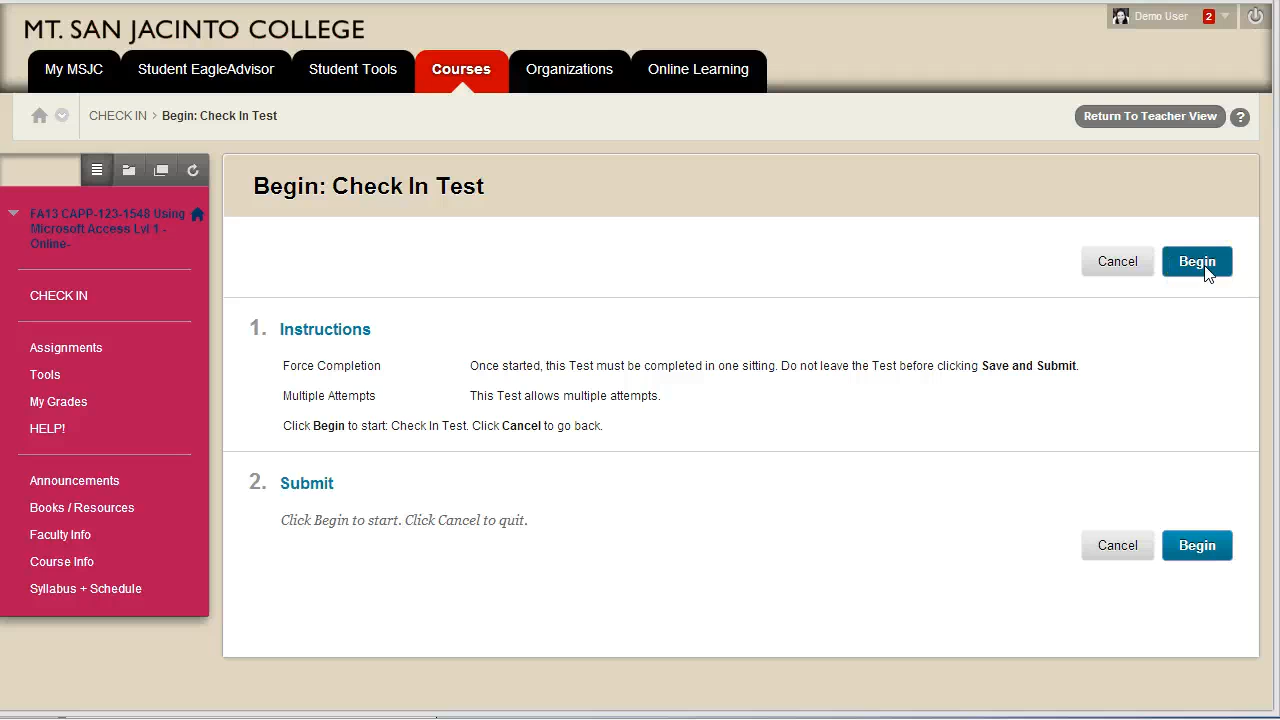 MT. SAN JACINTO COLLEGE
Demo User 2
My MSJC
Student EagleAdvisor
Student Tools
Courses
Organizations
Online Learning
CHECK IN > Begin: Check In Test
Return To Teacher View ?
FA13 CAPP-123-1548 Using
Microsoft Access Lvl 1 -
Online-
CHECK IN
Assignments
Tools
My Grades
HELP!
Announcements
Books / Resources
Faculty Info
Course Info
Syllabus + Schedule
Begin: Check In Test
Cancel Begin
1. Instructions
Force Completion Once started, this Test must be completed in one sitting. Do not leave the Test before clicking Save and Submit.
Multiple Attempts This Test allows multiple attempts.
Click Begin to start: Check In Test. Click Cancel to go back.
2. Submit
Click Begin to start. Click Cancel to quit.
Cancel Begin